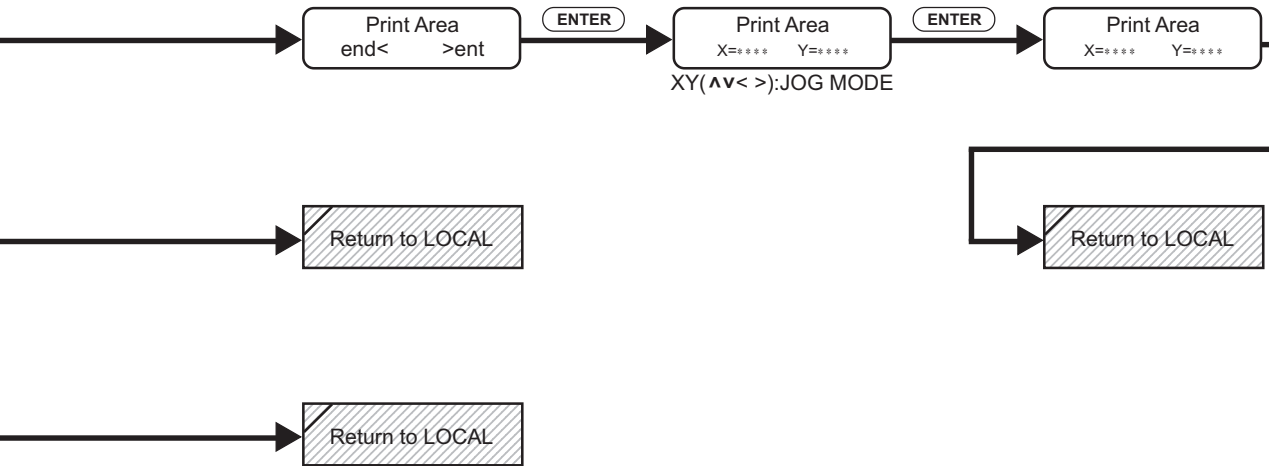 Print Area
end< >ent
ENTER
Print Area
X=**** Y=****
XY(∧∨< >):JOG MODE
ENTER
Print Area
X=**** Y=****
Return to LOCAL
Return to LOCAL
Return to LOCAL